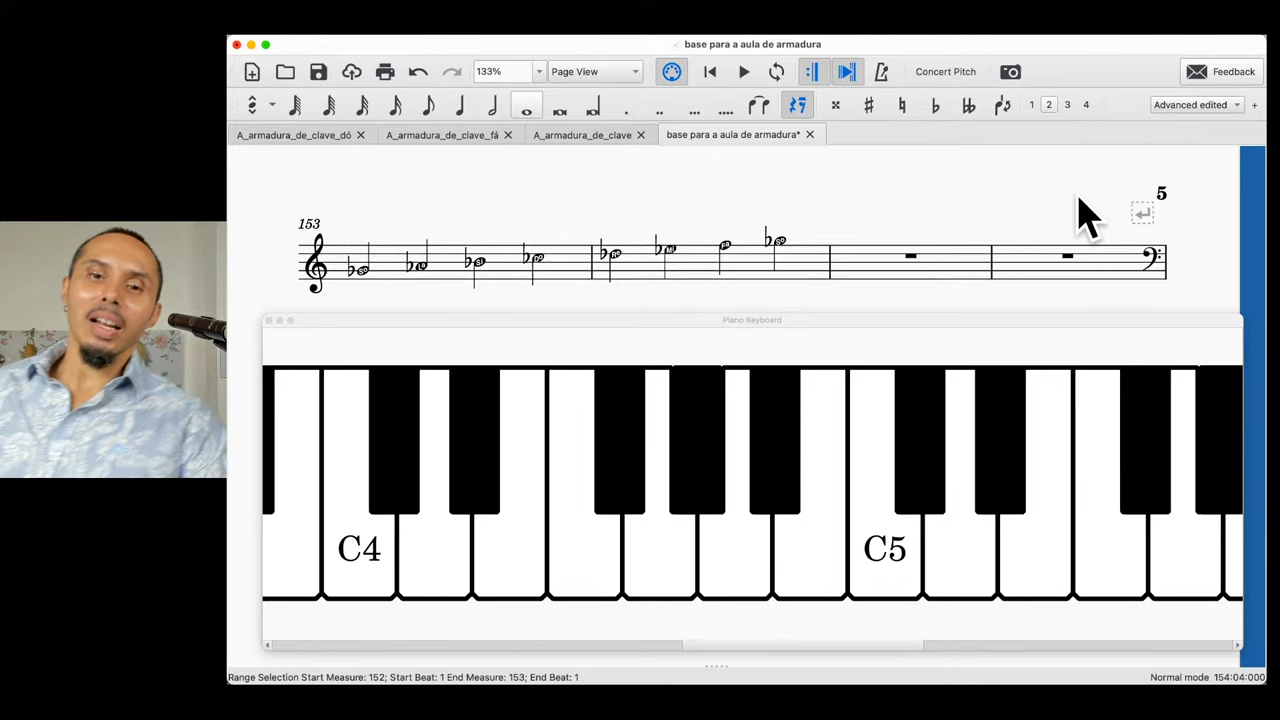 base para a aula de armadura
133% Page View Concert Pitch Feedback
1 2 3 4 Advanced edited +
A_armadura_de_clave_dó A_armadura_de_clave_fá A_armadura_de_clave base para a aula de armadura*
5
153
Piano Keyboard
C4 C5
Range Selection Start Measure: 152; Start Beat: 1 End Measure: 153; End Beat: 1 Normal mode 154:04:000